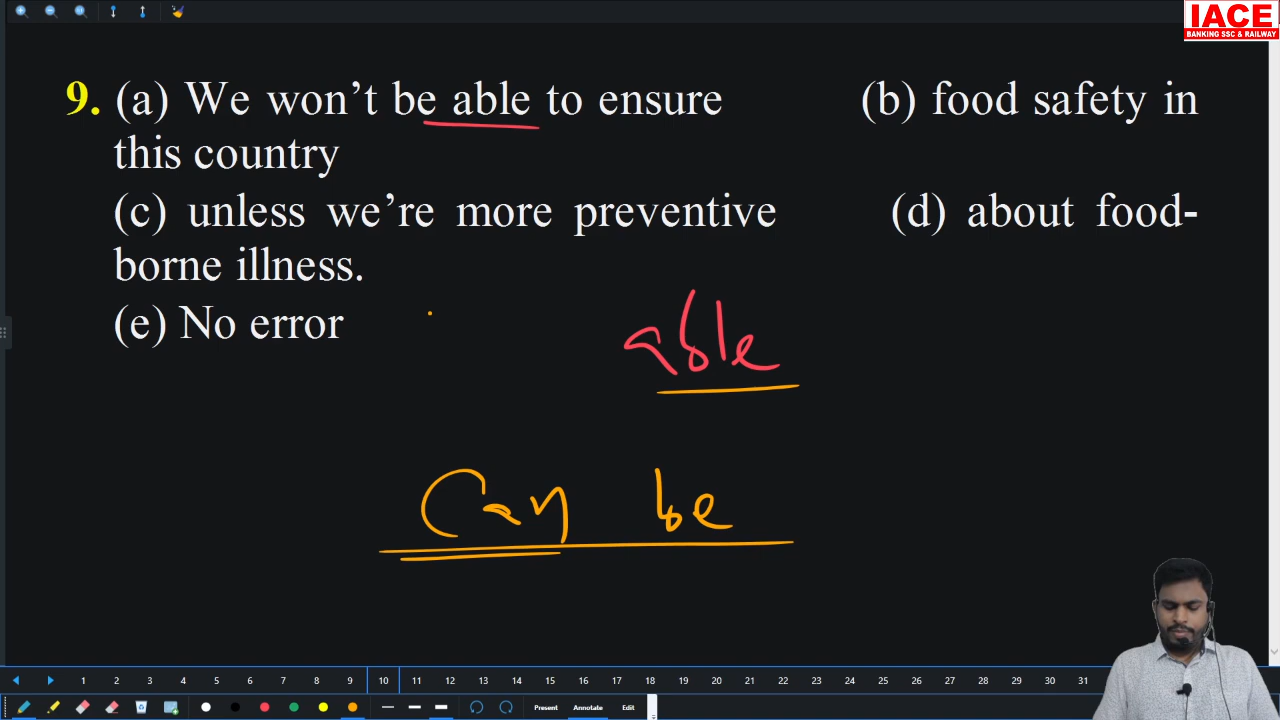 IACE
BANKING SSC & RAILWAY
9. (a) We won’t be able to ensure (b) food safety in
this country
(c) unless we’re more preventive (d) about food-
borne illness.
(e) No error
able
Can be
1 2 3 4 5 6 7 8 9 10 11 12 13 14 15 16 17 18 19 20 21 22 23 24 25 26 27 28 29 30 31
Present Annotate Edit